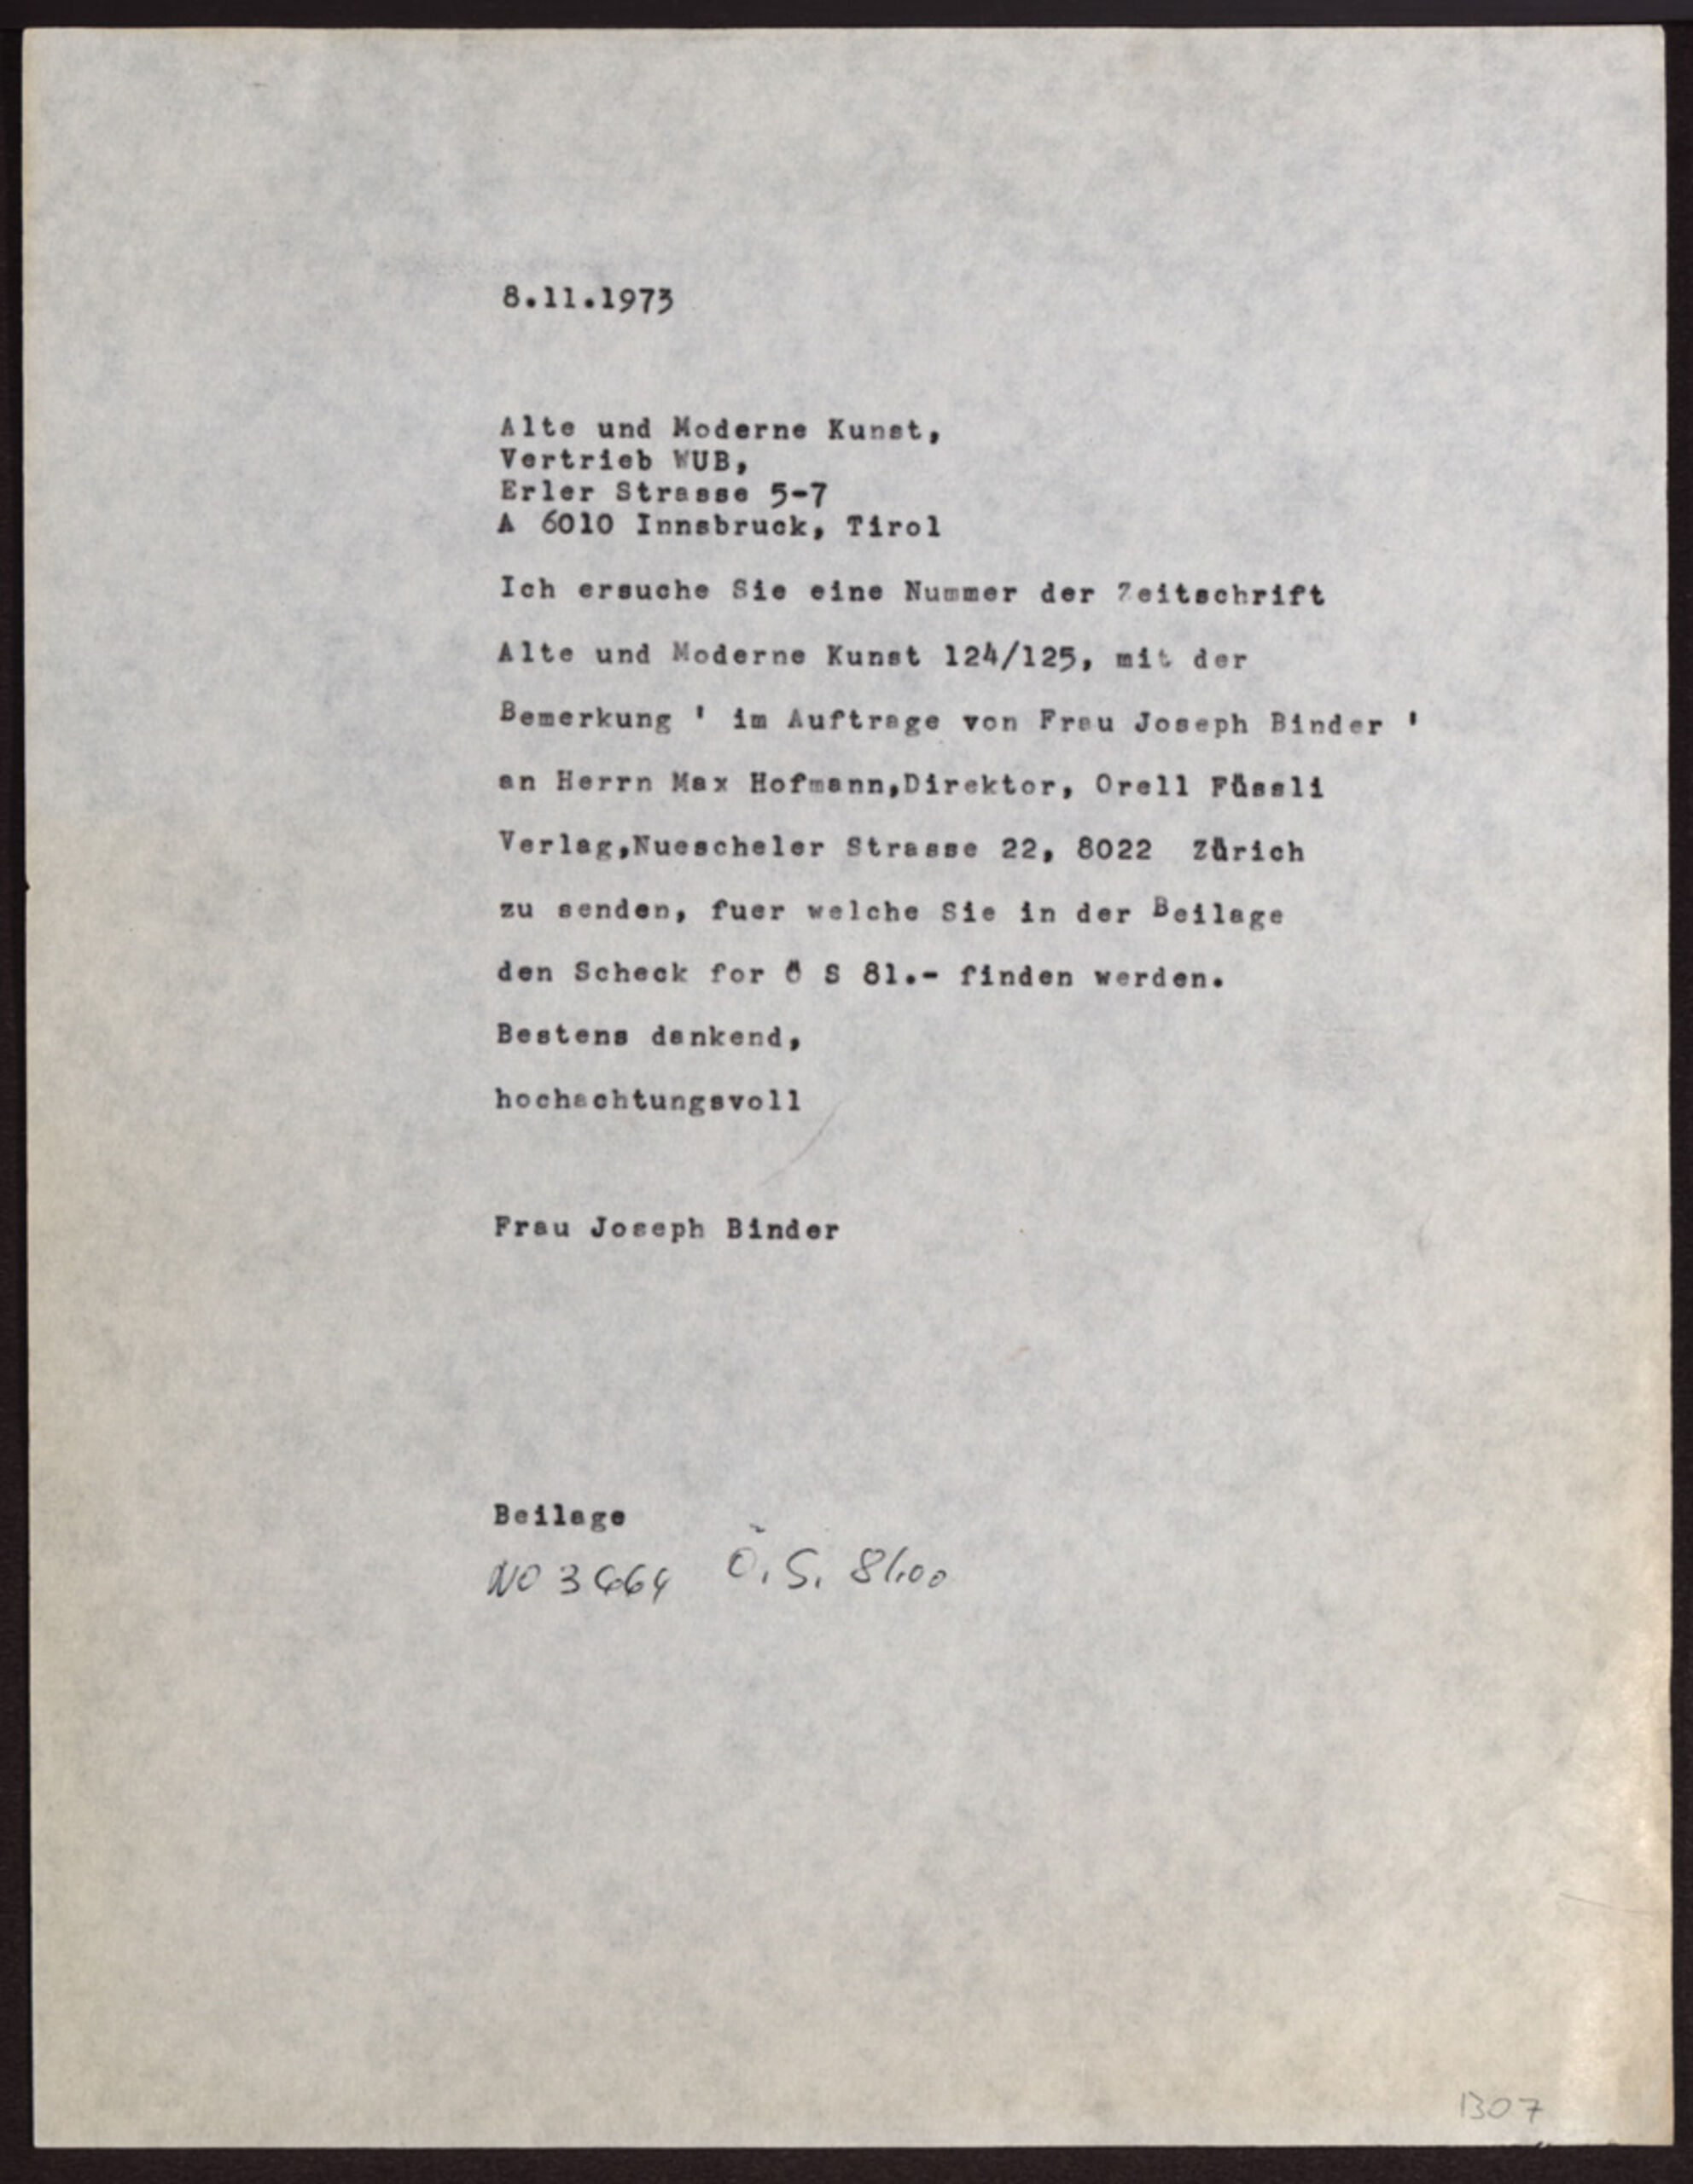 8.11.1973
Alte und Moderne Kunst,
Vertrieb WUB,
Erler Strasse 5-7
A 6010 Innsbruck, Tirol
Ich ersuche Sie eine Nummer der Zeitschrift
Alte und Moderne Kunst 124/125, mit der
Bemerkung ' im Auftrage von Frau Joseph Binder '
an Herrn Max Hofmann,Direktor, Orell Füssli
Verlag,Nuescheler Strasse 22, 8022  Zürich
zu senden, fuer welche Sie in der Beilage
den Scheck for Ö S 81.- finden werden.
Bestens dankend,
hochachtungsvoll
Frau Joseph Binder
Beilage
NO Ö.S. 81.00
1307